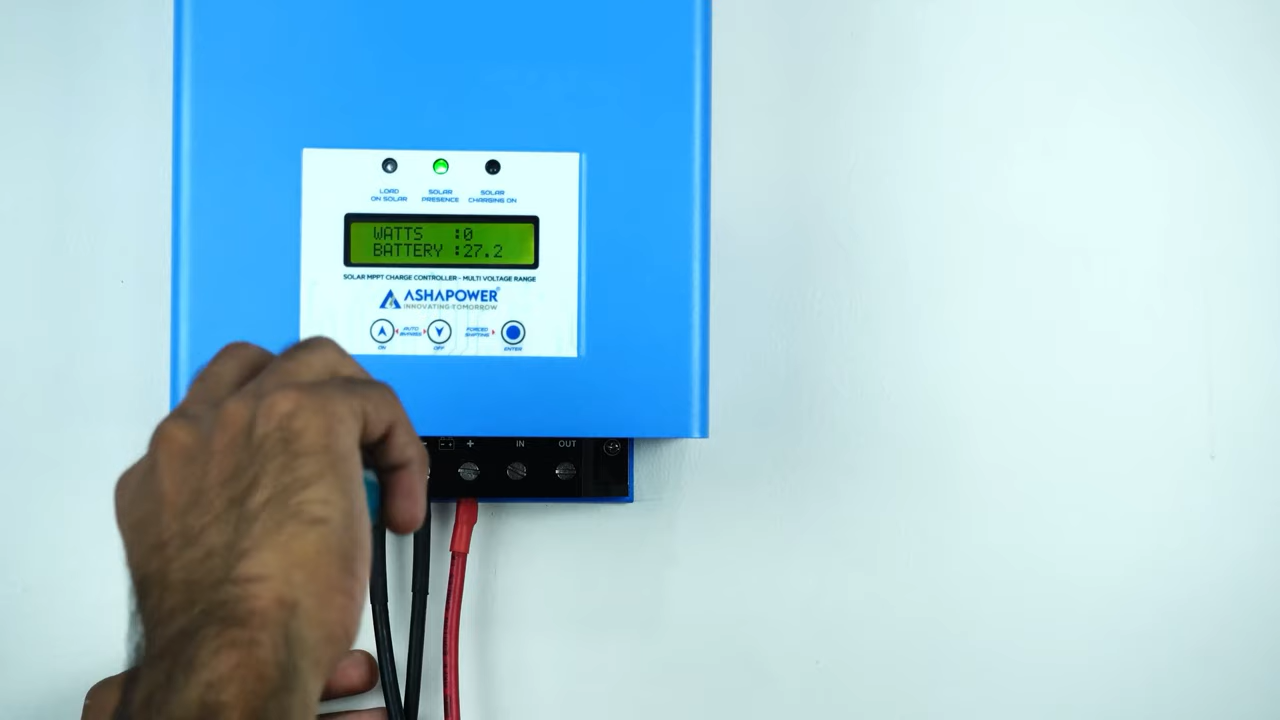 LOAD ON SOLAR
SOLAR PRESENCE
SOLAR CHARGING ON
WATTS :0
BATTERY :27.2
SOLAR MPPT CHARGE CONTROLLER - MULTI VOLTAGE RANGE
ASHAPOWER®
INNOVATING TOMORROW
AUTO BYPASS
FORCED SHIFTING
ON
OFF
ENTER
- + IN OUT